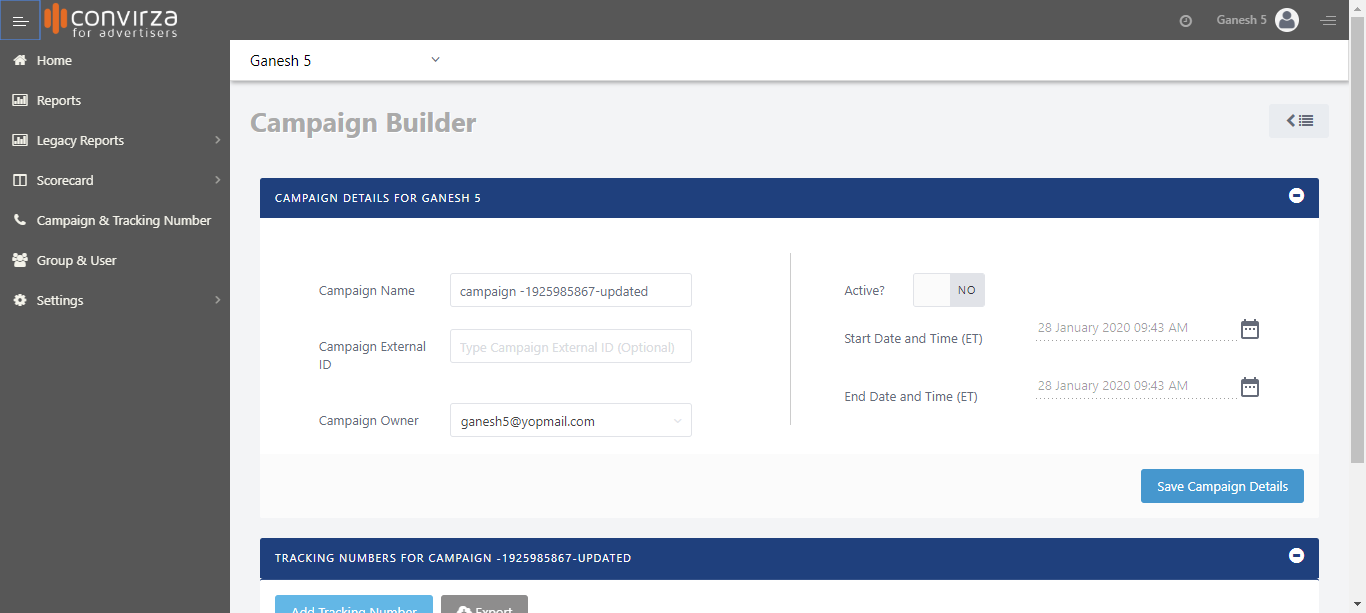 convirza
for advertisers
Ganesh 5
Home
Reports
Legacy Reports
Scorecard
Campaign & Tracking Number
Group & User
Settings
Ganesh 5
Campaign Builder
CAMPAIGN DETAILS FOR GANESH 5
Campaign Name
campaign -1925985867-updated
Campaign External
ID
Type Campaign External ID (Optional)
Campaign Owner
ganesh5@yopmail.com
Active?
NO
Start Date and Time (ET)
28 January 2020 09:43 AM
End Date and Time (ET)
28 January 2020 09:43 AM
Save Campaign Details
TRACKING NUMBERS FOR CAMPAIGN -1925985867-UPDATED
Add Tracking Number
Export